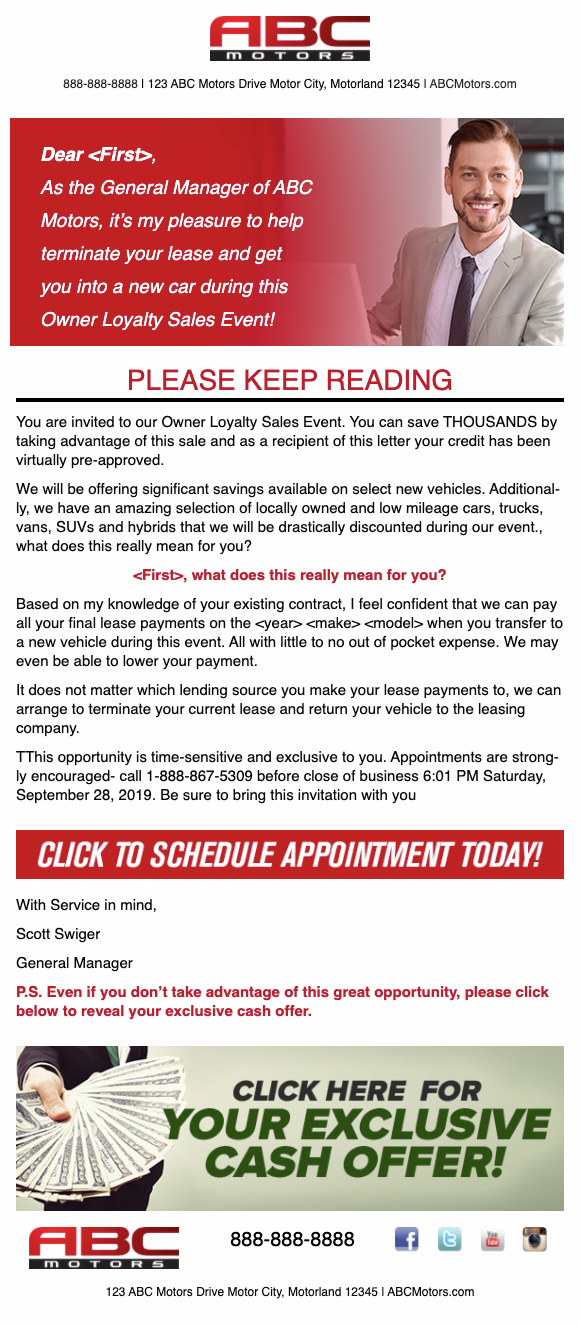 ABC
MOTORS
888-888-8888 | 123 ABC Motors Drive Motor City, Motorland 12345 | ABCMotors.com
Dear <First>,
As the General Manager of ABC
Motors, it's my pleasure to help
terminate your lease and get
you into a new car during this
Owner Loyalty Sales Event!
PLEASE KEEP READING
You are invited to our Owner Loyalty Sales Event. You can save THOUSANDS by
taking advantage of this sale and as a recipient of this letter your credit has been
virtually pre-approved.
We will be offering significant savings available on select new vehicles. Additional-
ly, we have an amazing selection of locally owned and low mileage cars, trucks,
vans, SUVs and hybrids that we will be drastically discounted during our event.,
what does this really mean for you?
<First>, what does this really mean for you?
Based on my knowledge of your existing contract, I feel confident that we can pay
all your final lease payments on the <year> <make> <model> when you transfer to
a new vehicle during this event. All with little to no out of pocket expense. We may
even be able to lower your payment.
It does not matter which lending source you make your lease payments to, we can
arrange to terminate your current lease and return your vehicle to the leasing
company.
TThis opportunity is time-sensitive and exclusive to you. Appointments are strong-
ly encouraged- call 1-888-867-5309 before close of business 6:01 PM Saturday,
September 28, 2019. Be sure to bring this invitation with you
CLICK TO SCHEDULE APPOINTMENT TODAY!
With Service in mind,
Scott Swiger
General Manager
P.S. Even if you don't take advantage of this great opportunity, please click
below to reveal your exclusive cash offer.
CLICK HERE FOR
YOUR EXCLUSIVE
CASH OFFER!
ABC
MOTORS
888-888-8888
You Tube
123 ABC Motors Drive Motor City, Motorland 12345 | ABCMotors.com